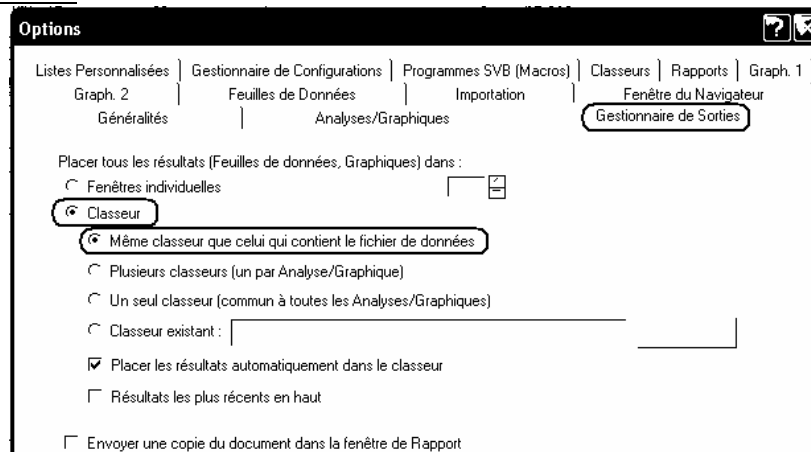 Options
Listes Personnalisées Gestionnaire de Configurations Programmes SVB (Macros) Classeurs Rapports Graph. 1
Graph. 2 Feuilles de Données Importation Fenêtre du Navigateur
Généralités Analyses/Graphiques Gestionnaire de Sorties
Placer tous les résultats (Feuilles de données, Graphiques) dans :
Fenêtres individuelles
Classeur
Même classeur que celui qui contient le fichier de données
Plusieurs classeurs (un par Analyse/Graphique)
Un seul classeur (commun à toutes les Analyses/Graphiques)
Classeur existant :
Placer les résultats automatiquement dans le classeur
Résultats les plus récents en haut
Envoyer une copie du document dans la fenêtre de Rapport